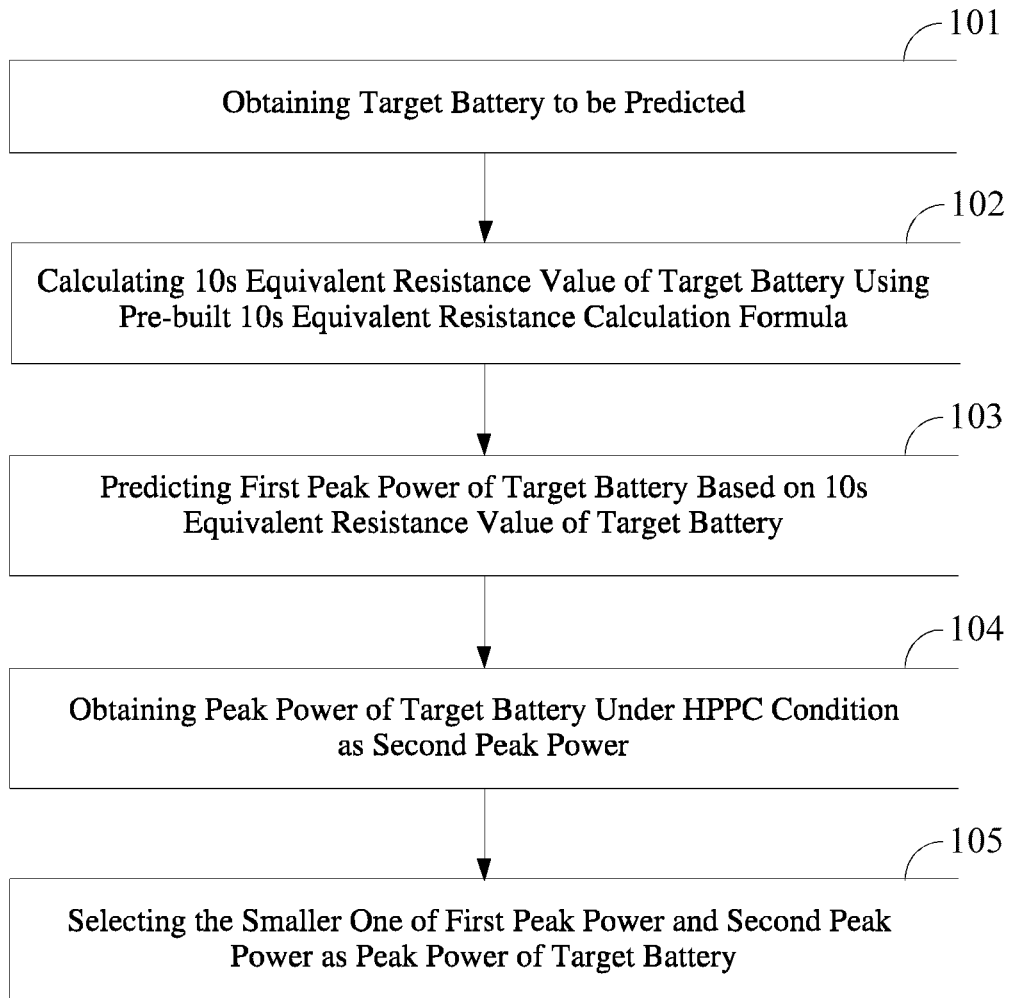 101
Obtaining Target Battery to be Predicted
102
Calculating 10s Equivalent Resistance Value of Target Battery Using
Pre-built 10s Equivalent Resistance Calculation Formula
103
Predicting First Peak Power of Target Battery Based on 10s
Equivalent Resistance Value of Target Battery
104
Obtaining Peak Power of Target Battery Under HPPC Condition
as Second Peak Power
105
Selecting the Smaller One of First Peak Power and Second Peak
Power as Peak Power of Target Battery